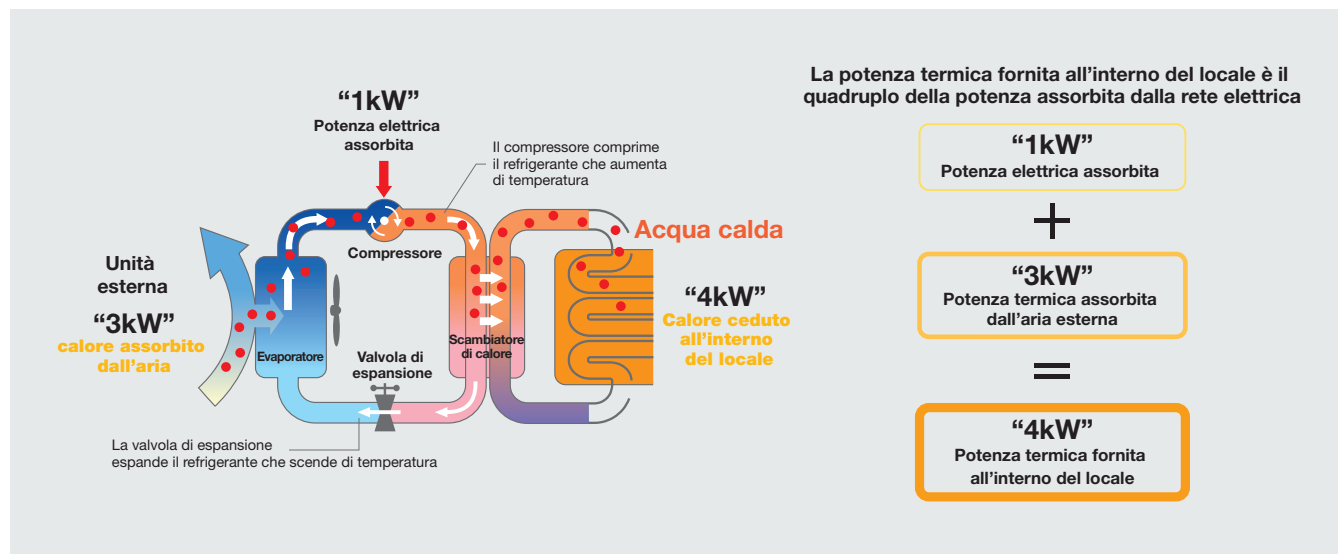 “1kW”
Potenza elettrica
assorbita
Il compressore comprime
il refrigerante che aumenta
di temperatura
Compressore
Acqua calda
Unità
esterna
“3kW”
calore assorbito
dall’aria
Evaporatore
Valvola di
espansione
Scambiatore
di calore
“4kW”
Calore ceduto
all’interno
del locale
La valvola di espansione
espande il refrigerante che scende di temperatura
La potenza termica fornita all’interno del locale è il
quadruplo della potenza assorbita dalla rete elettrica
“1kW”
Potenza elettrica assorbita
+
“3kW”
Potenza termica assorbita
dall’aria esterna
=
“4kW”
Potenza termica fornita
all’interno del locale